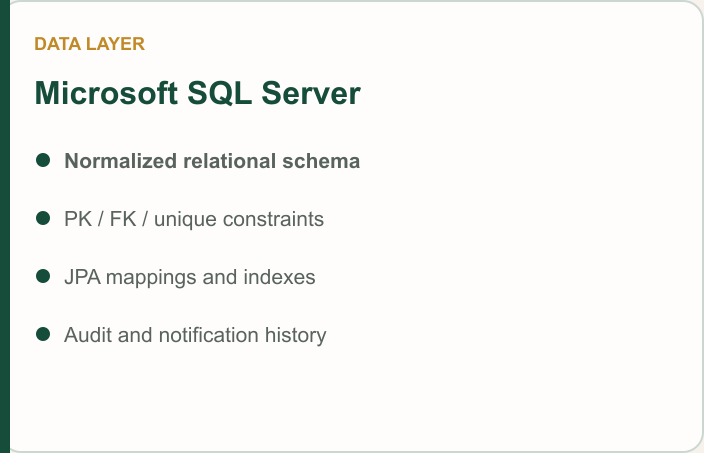 DATA LAYER
Microsoft SQL Server
Normalized relational schema
PK / FK / unique constraints
JPA mappings and indexes
Audit and notification history